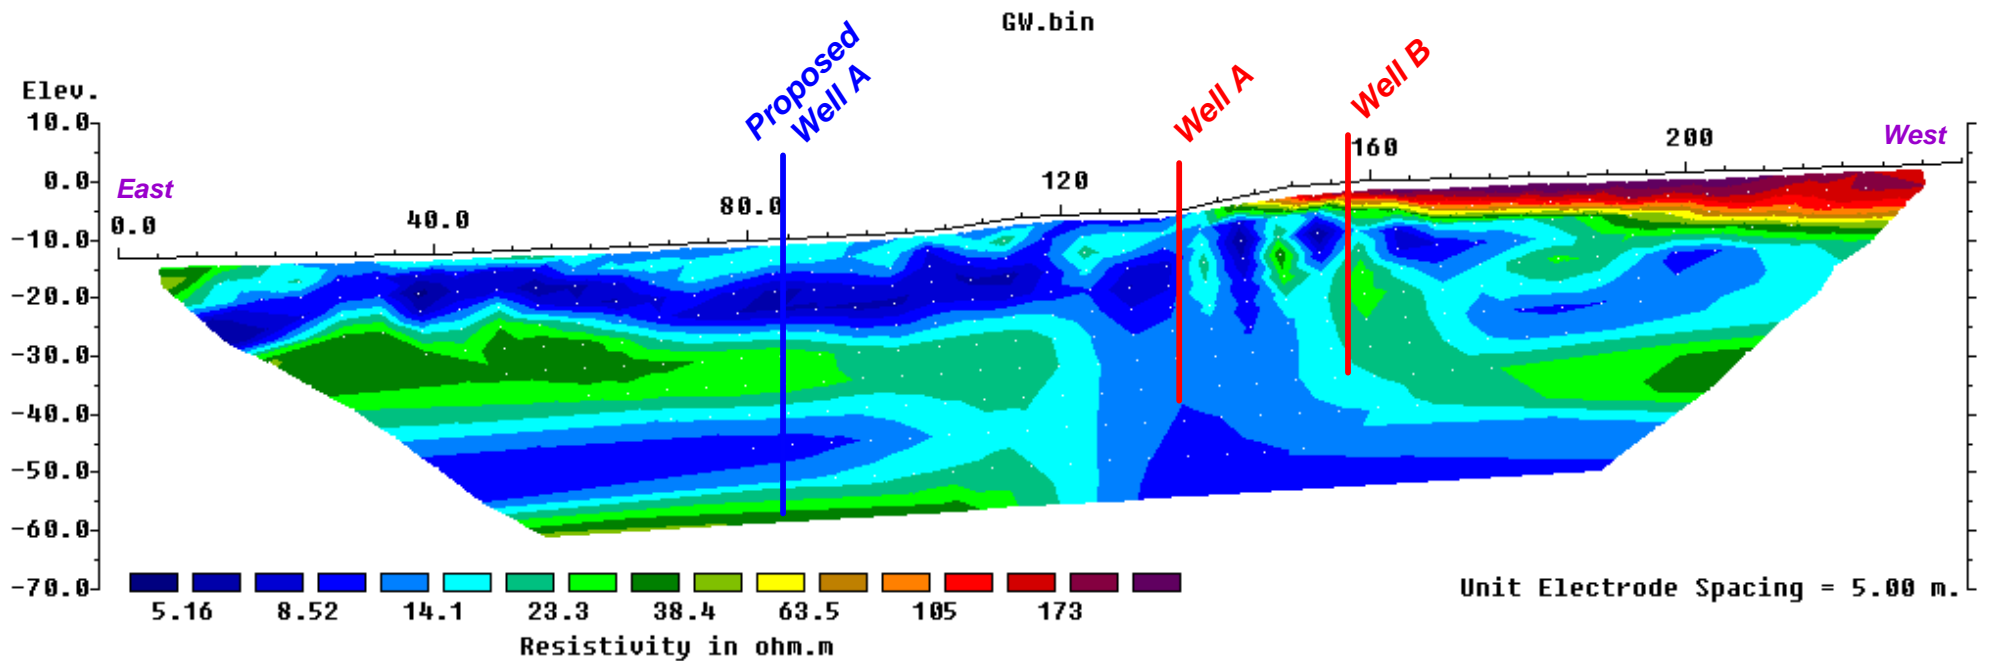 GW.bin
Elev.
10.0
0.0
-10.0
-20.0
-30.0
-40.0
-50.0
-60.0
-70.0
East
West
0.0
40.0
80.0
120
160
200
Proposed
Well A
Well A
Well B
5.16 8.52 14.1 23.3 38.4 63.5 105 173
Resistivity in ohm.m
Unit Electrode Spacing = 5.00 m.